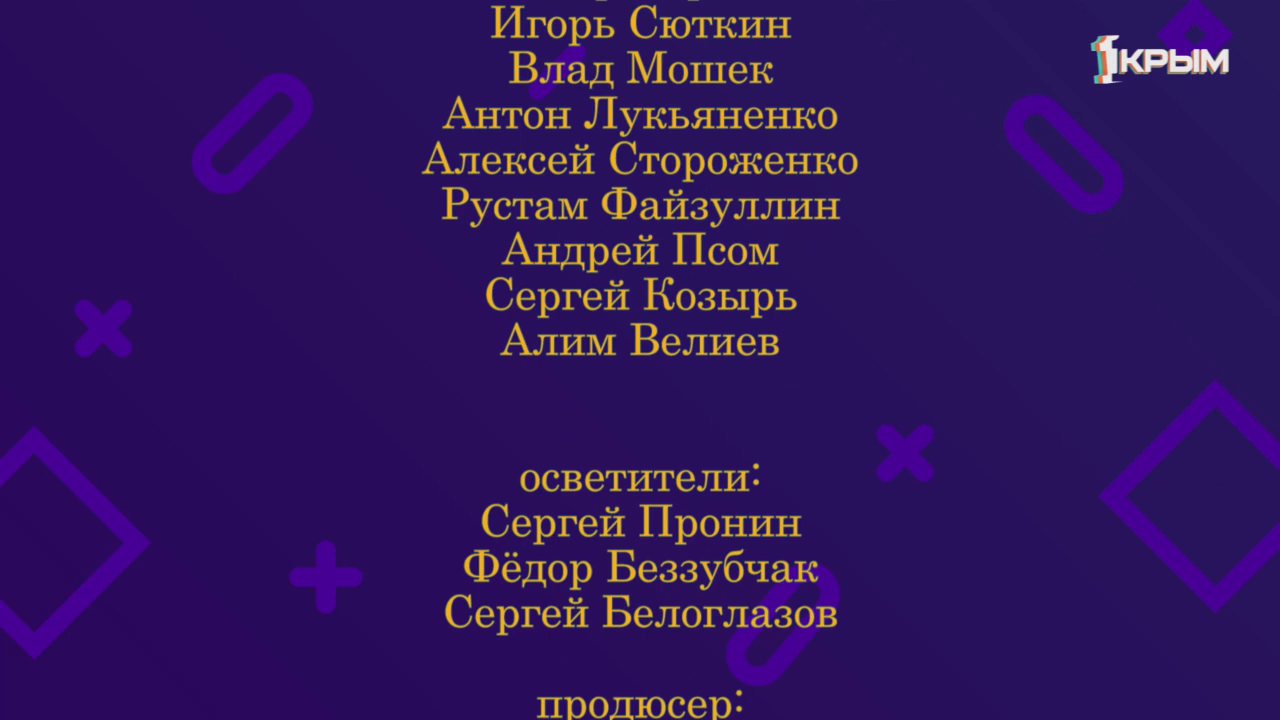 Игорь Сюткин
1КРЫМ
Влад Мошек
Антон Лукьяненко
Алексей Стороженко
Рустам Файзуллин
Андрей Псом
Сергей Козырь
Алим Велиев
осветители:
Сергей Пронин
Фёдор Беззубчак
Сергей Белоглазов
продюсер: